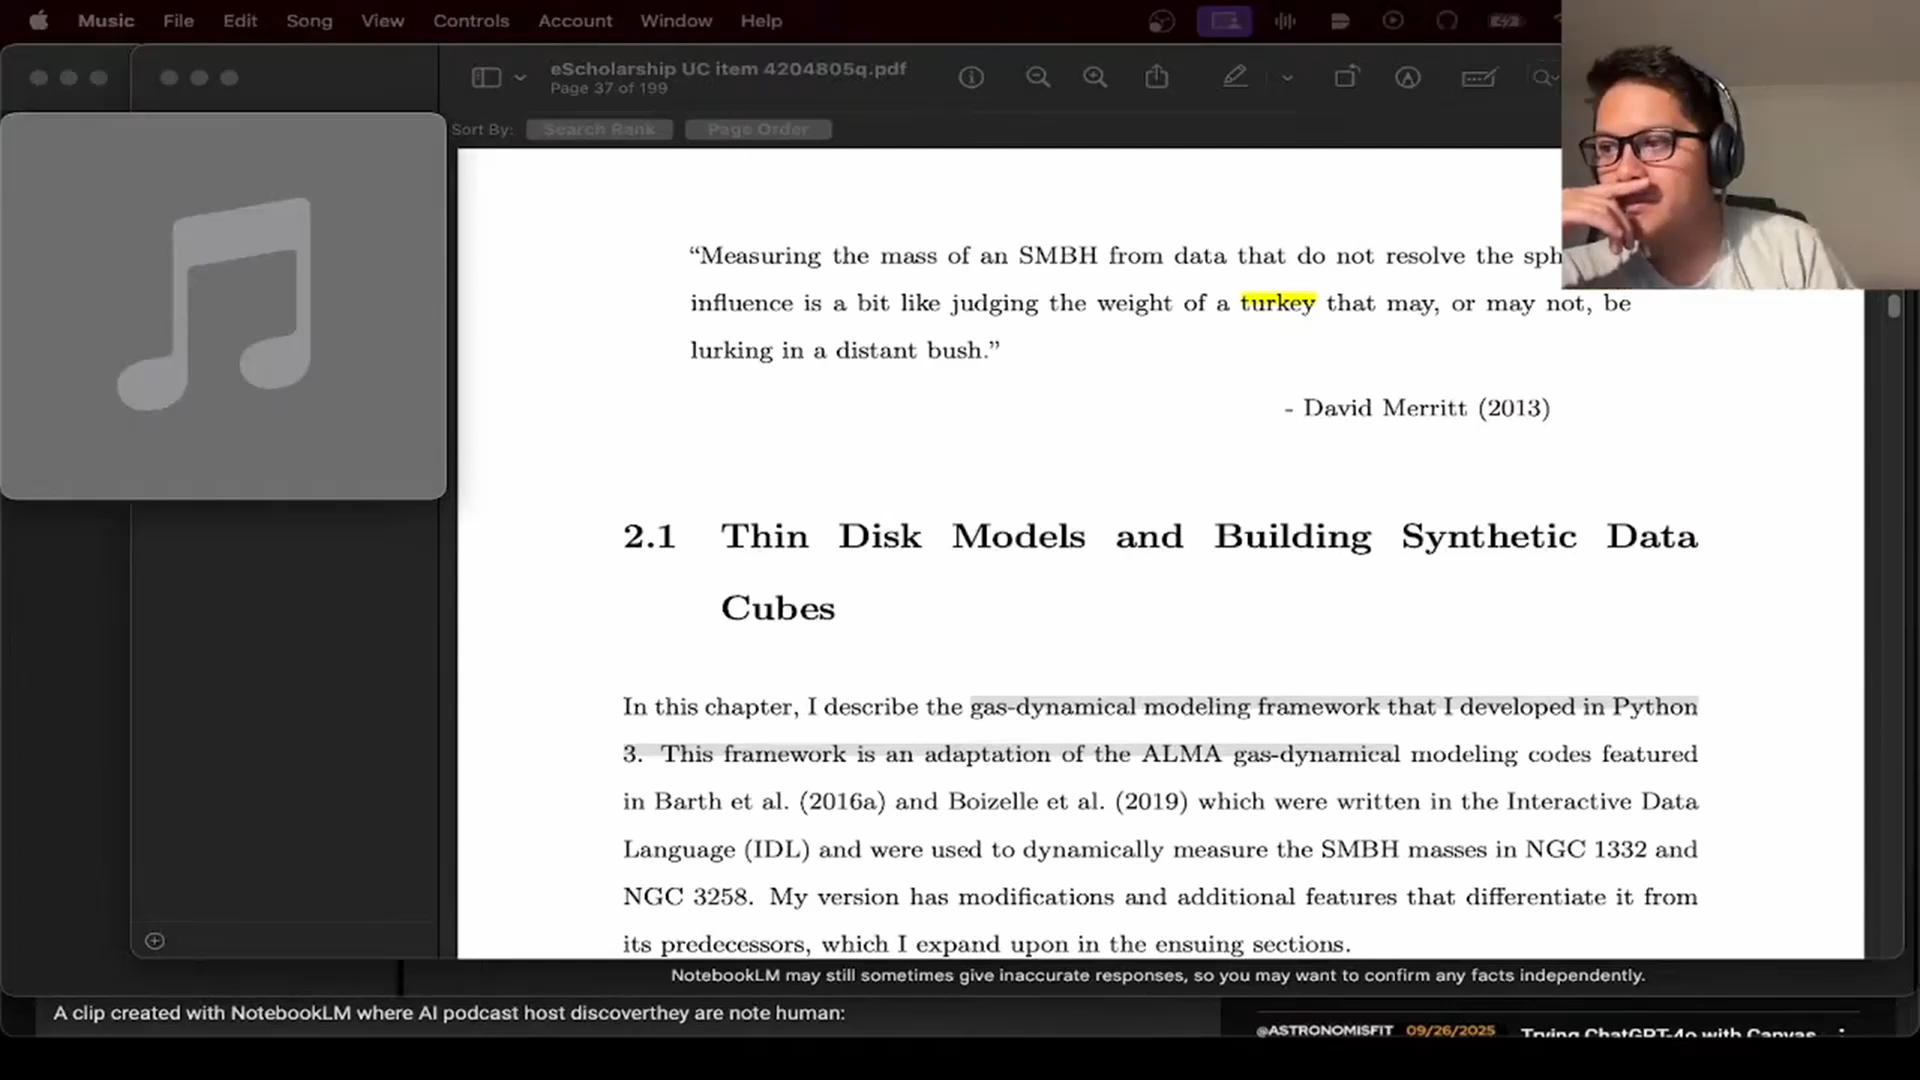 Music File Edit Song View Controls Account Window Help
eScholarship UC item 4204805q.pdf
Page 37 of 199
Sort By: Search Rank Page Order
“Measuring the mass of an SMBH from data that do not resolve the sph
influence is a bit like judging the weight of a turkey that may, or may not, be
lurking in a distant bush.”
- David Merritt (2013)
2.1 Thin Disk Models and Building Synthetic Data
Cubes
In this chapter, I describe the gas-dynamical modeling framework that I developed in Python
3. This framework is an adaptation of the ALMA gas-dynamical modeling codes featured
in Barth et al. (2016a) and Boizelle et al. (2019) which were written in the Interactive Data
Language (IDL) and were used to dynamically measure the SMBH masses in NGC 1332 and
NGC 3258. My version has modifications and additional features that differentiate it from
its predecessors, which I expand upon in the ensuing sections.
NotebookLM may still sometimes give inaccurate responses, so you may want to confirm any facts independently.
A clip created with NotebookLM where AI podcast host discoverthey are note human:
@ASTRONOMISFIT 09/26/2025 Trying ChatGPT-4o with Canvas